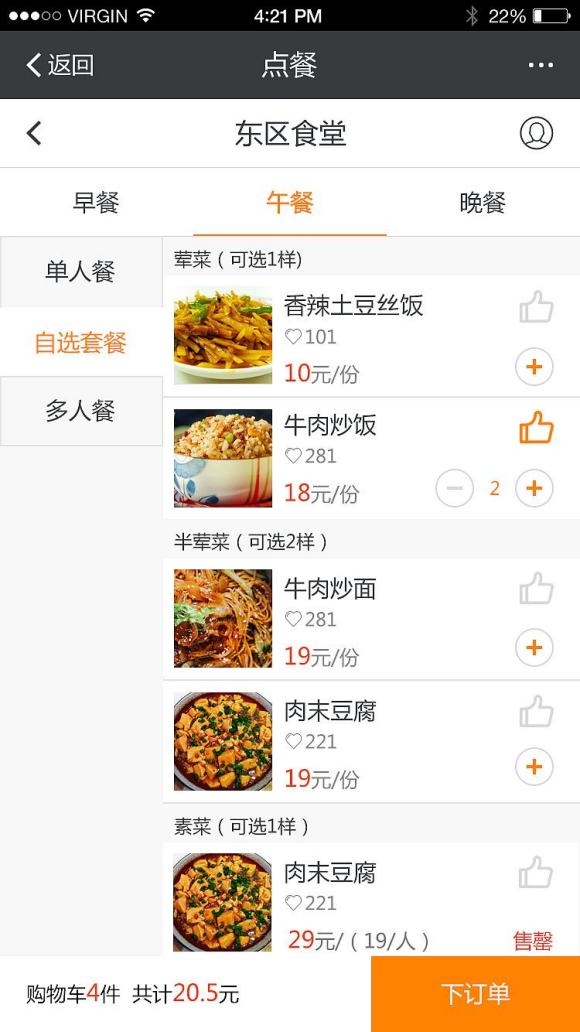 VIRGIN 4:21 PM 22%
返回 点餐
东区食堂
早餐 午餐 晚餐
单人餐
自选套餐
多人餐
荤菜（可选1样）
香辣土豆丝饭
101
10元/份
牛肉炒饭
281
18元/份 2
半荤菜（可选2样）
牛肉炒面
281
19元/份
肉末豆腐
221
19元/份
素菜（可选1样）
肉末豆腐
221
29元/（19/人） 售罄
购物车4件 共计20.5元 下订单